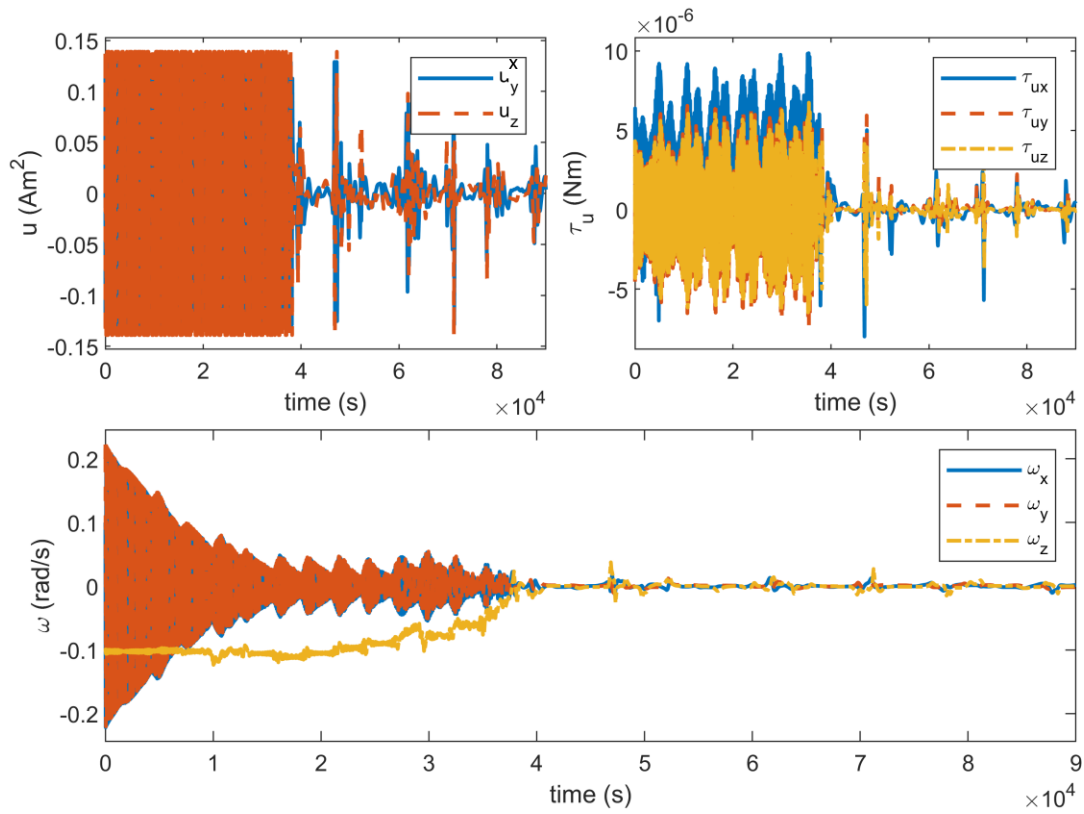 0.15
0.1
0.05
0
-0.05
-0.1
-0.15
u (Am²)
0 2 4 6 8
time (s)
×10⁴
u_x
u_y
u_z
×10⁻⁶
10
5
0
-5
τ_u (Nm)
0 2 4 6 8
time (s)
×10⁴
τ_ux
τ_uy
τ_uz
0.2
0.1
0
-0.1
-0.2
ω (rad/s)
0 1 2 3 4 5 6 7 8 9
time (s)
×10⁴
ω_x
ω_y
ω_z